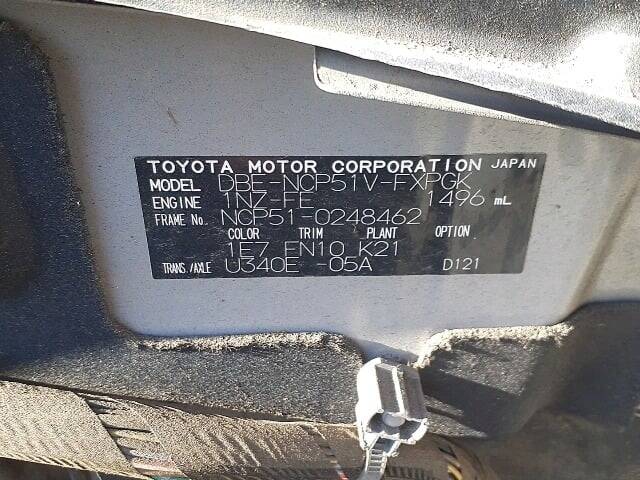 TOYOTA MOTOR CORPORATION JAPAN
MODEL DBE-NCP51V-FXPGK
ENGINE 1NZ-FE 1496 mL
FRAME No. NCP51-0248462
COLOR TRIM PLANT OPTION
1E7 FN10 K21
TRANS./AXLE U340E -05A D121